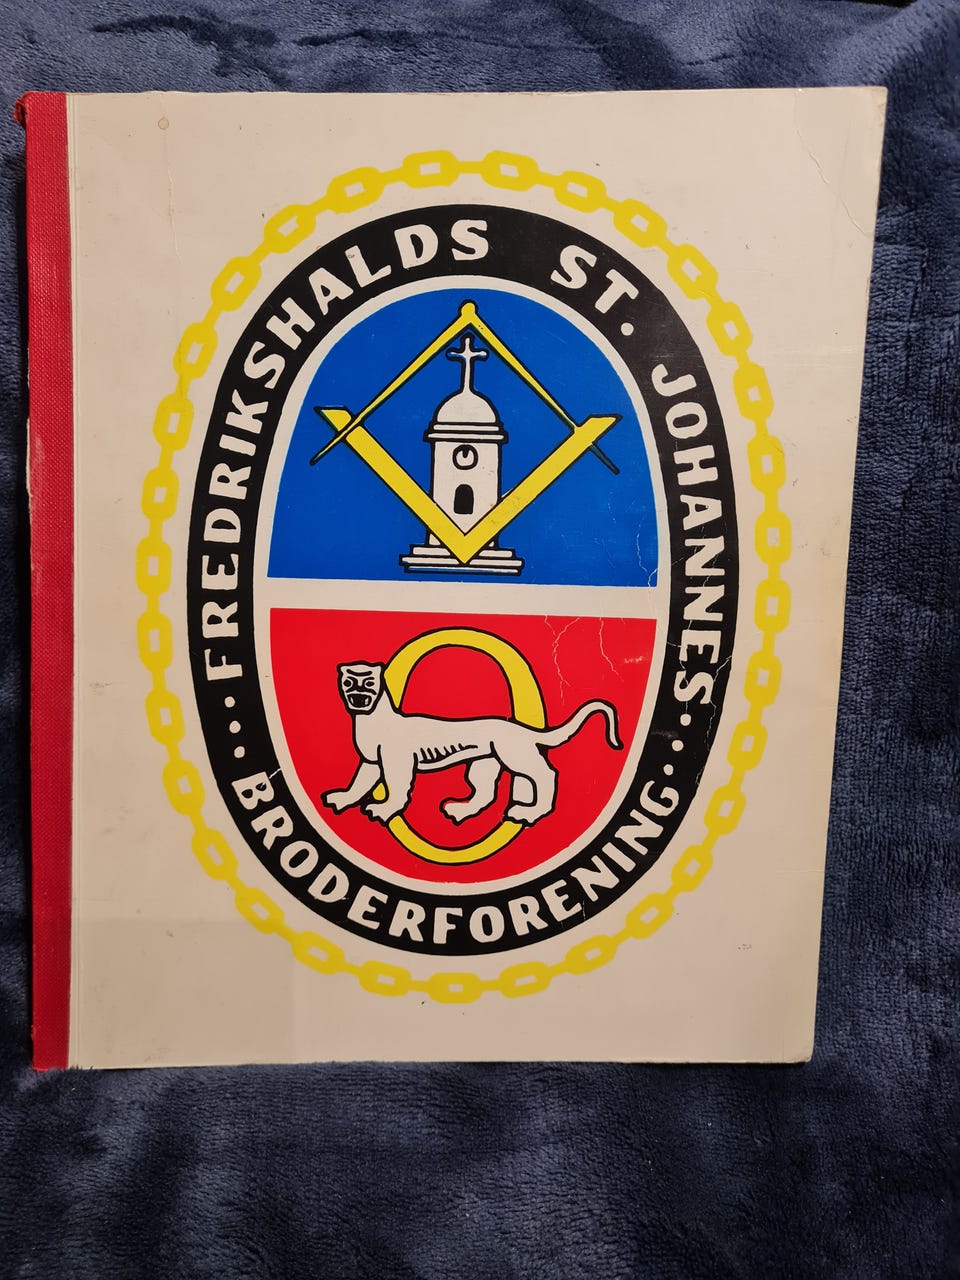 FREDRIKSHALDS ST. JOHANNES
BRODERFORENING